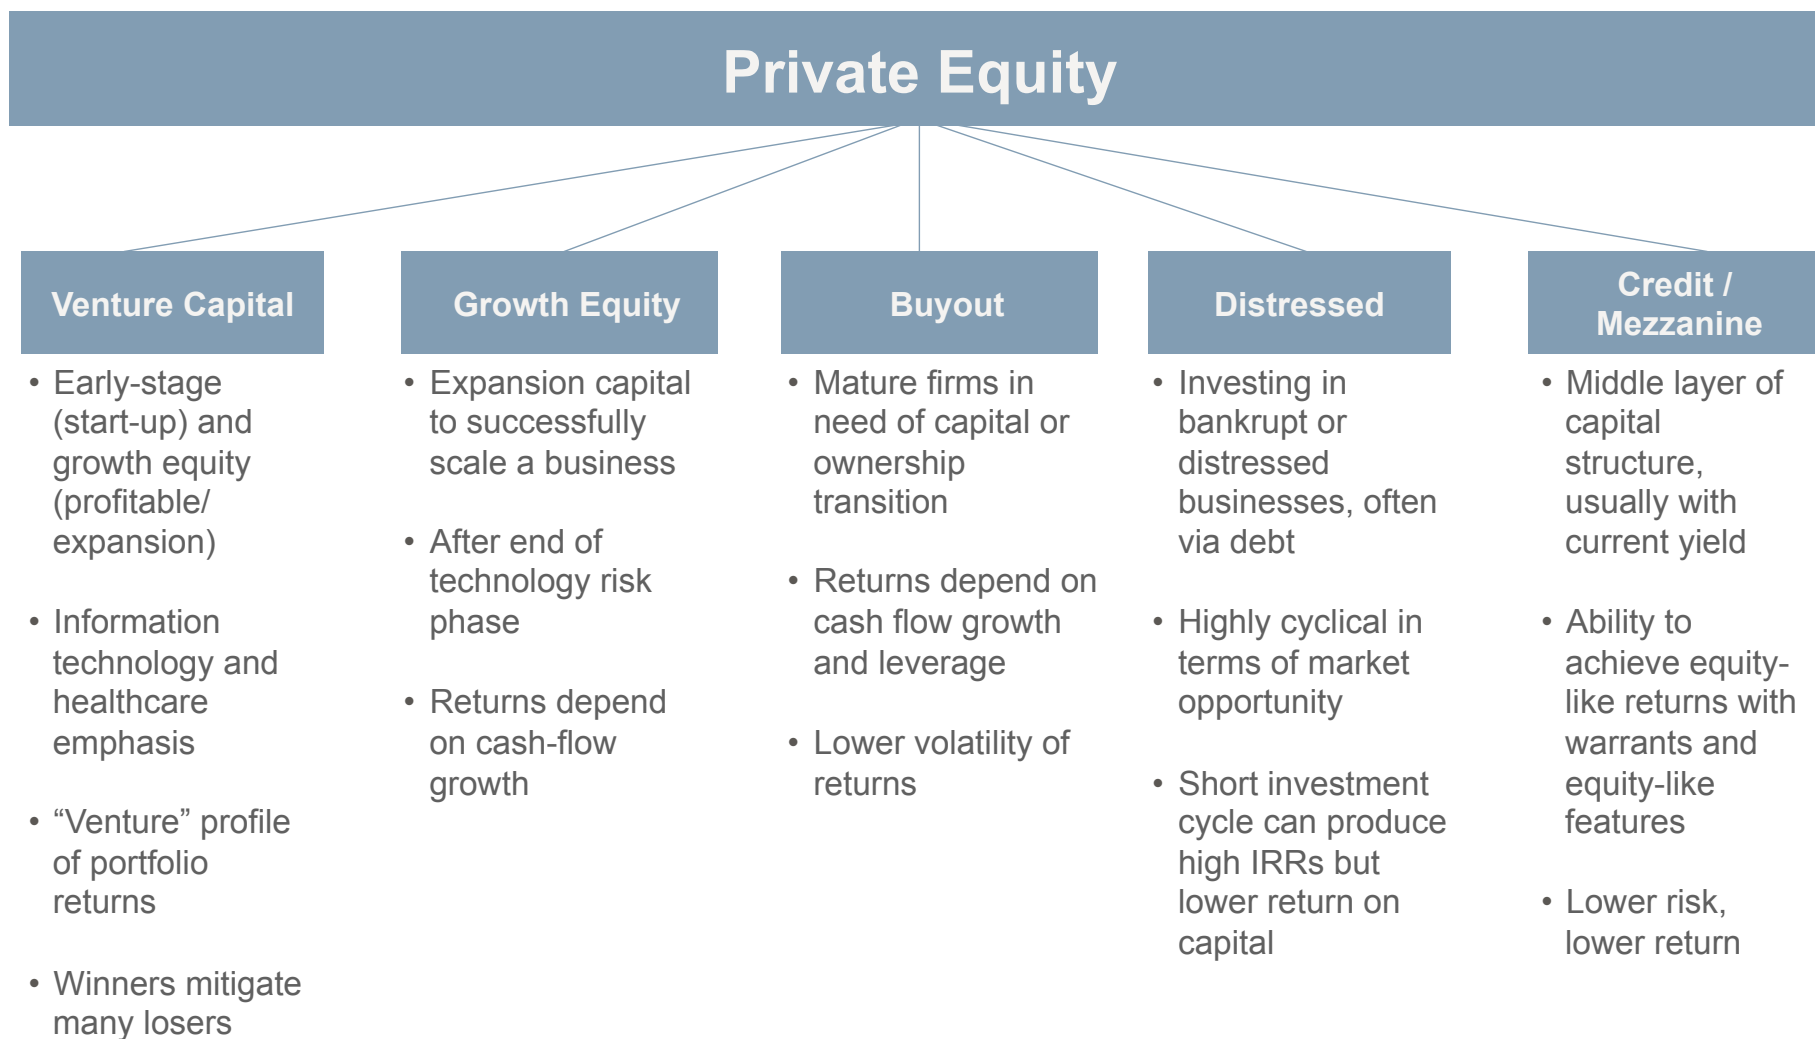 Private Equity
Venture Capital
• Early-stage
(start-up) and
growth equity
(profitable/
expansion)
• Information
technology and
healthcare
emphasis
• “Venture” profile
of portfolio
returns
• Winners mitigate
many losers
Growth Equity
• Expansion capital
to successfully
scale a business
• After end of
technology risk
phase
• Returns depend
on cash-flow
growth
Buyout
• Mature firms in
need of capital or
ownership
transition
• Returns depend on
cash flow growth
and leverage
• Lower volatility of
returns
Distressed
• Investing in
bankrupt or
distressed
businesses, often
via debt
• Highly cyclical in
terms of market
opportunity
• Short investment
cycle can produce
high IRRs but
lower return on
capital
Credit /
Mezzanine
• Middle layer of
capital
structure,
usually with
current yield
• Ability to
achieve equity-
like returns with
warrants and
equity-like
features
• Lower risk,
lower return